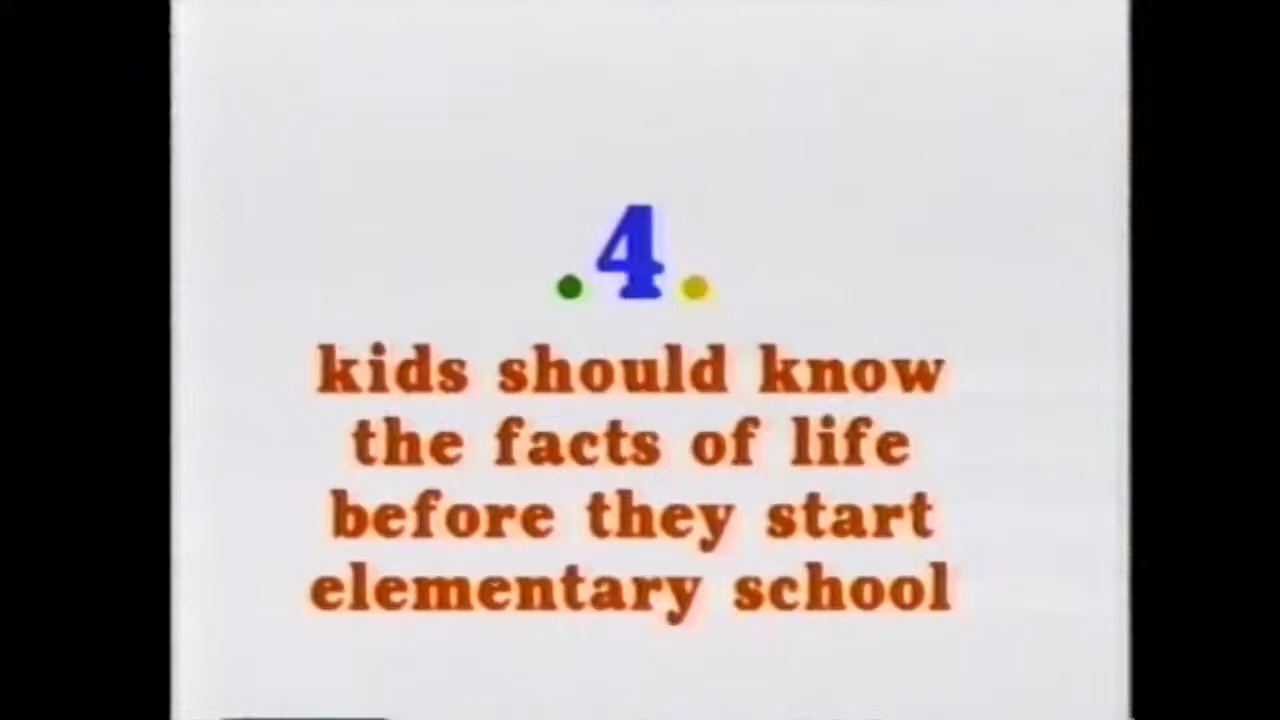 .4.
kids should know
the facts of life
before they start
elementary school